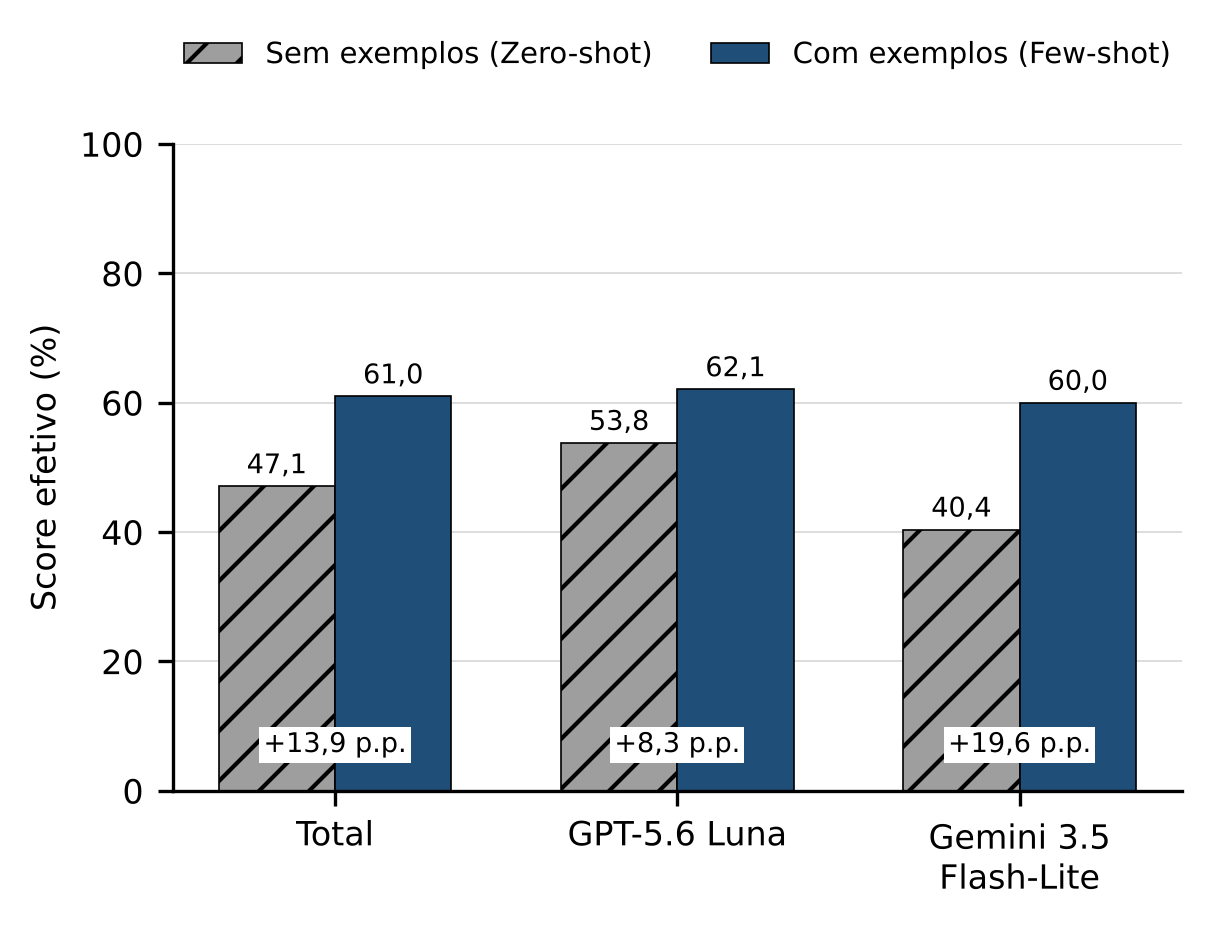 Sem exemplos (Zero-shot) Com exemplos (Few-shot)
100
80
60
40
20
0
Score efetivo (%)
47,1 61,0 53,8 62,1 40,4 60,0
+13,9 p.p. +8,3 p.p. +19,6 p.p.
Total GPT-5.6 Luna Gemini 3.5
Flash-Lite